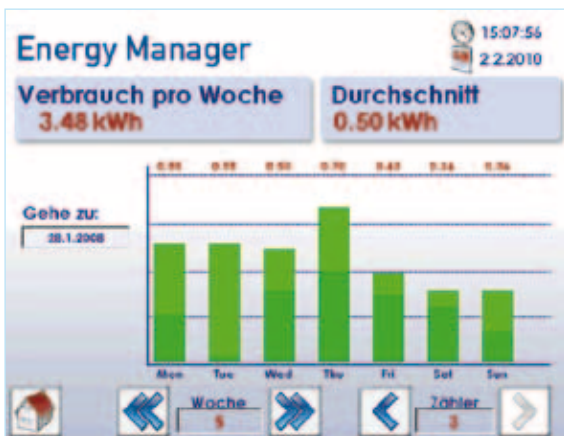 Energy Manager
15:07:56
2.2.2010
Verbrauch pro Woche
3.48 kWh
Durchschnitt
0.50 kWh
Gehe zu:
28.1.2008
Mon Tue Wed Thu Fri Sat Sun
Woche
5
Zähler
3